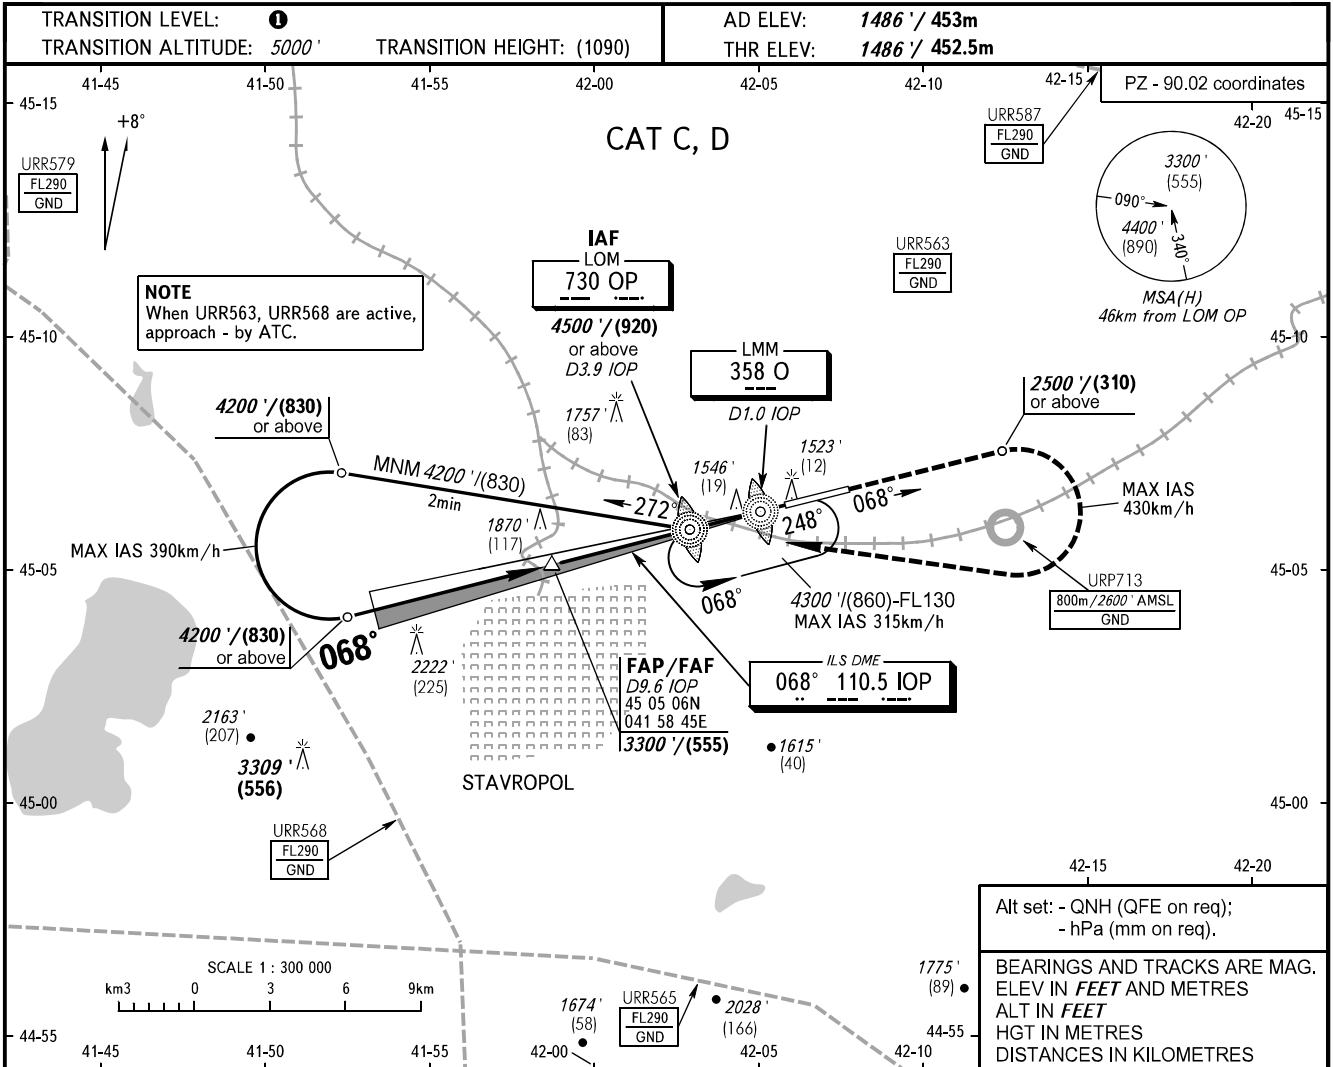 TRANSITION LEVEL: 1
TRANSITION ALTITUDE: 5000 ' TRANSITION HEIGHT: (1090)
AD ELEV: 1486 '/ 453m
THR ELEV: 1486 '/ 452.5m
41-45 41-50 41-55 42-00 42-05 42-10 42-15
PZ - 90.02 coordinates
45-15
42-20 45-15
+8°
CAT C, D
URR587
FL290
GND
URR579
FL290
GND
3300 '
(555)
090°
4400 '
(890)
340°
MSA(H)
46km from LOM OP
URR563
FL290
GND
IAF
LOM
730 OP
4500 '/(920)
or above
D3.9 IOP
NOTE
When URR563, URR568 are active,
approach - by ATC.
45-10
45-10
LMM
358 O
D1.0 IOP
2500 '/(310)
or above
4200 '/(830)
or above
1757 '
(83)
1523 '
(12)
1546 '
(19)
MNM 4200 '/(830)
2min
272°
068°
248°
MAX IAS
430km/h
1870 '
(117)
MAX IAS 390km/h
45-05
45-05
068°
4300 '/(860)-FL130
MAX IAS 315km/h
URP713
800m/2600 ' AMSL
GND
4200 '/(830)
or above
068°
2222 '
(225)
FAP/FAF
D9.6 IOP
45 05 06N
041 58 45E
3300 '/(555)
ILS DME
068° 110.5 IOP
2163 '
(207)
3309 '
(556)
1615 '
(40)
STAVROPOL
45-00
45-00
URR568
FL290
GND
42-15 42-20
Alt set: - QNH (QFE on req);
- hPa (mm on req).
SCALE 1 : 300 000
km3 0 3 6 9km
1775 '
(89)
BEARINGS AND TRACKS ARE MAG.
ELEV IN FEET AND METRES
ALT IN FEET
HGT IN METRES
DISTANCES IN KILOMETRES
1674 '
(58)
URR565
FL290
GND
2028 '
(166)
44-55
44-55
41-45 41-50 41-55 42-00 42-05 42-10